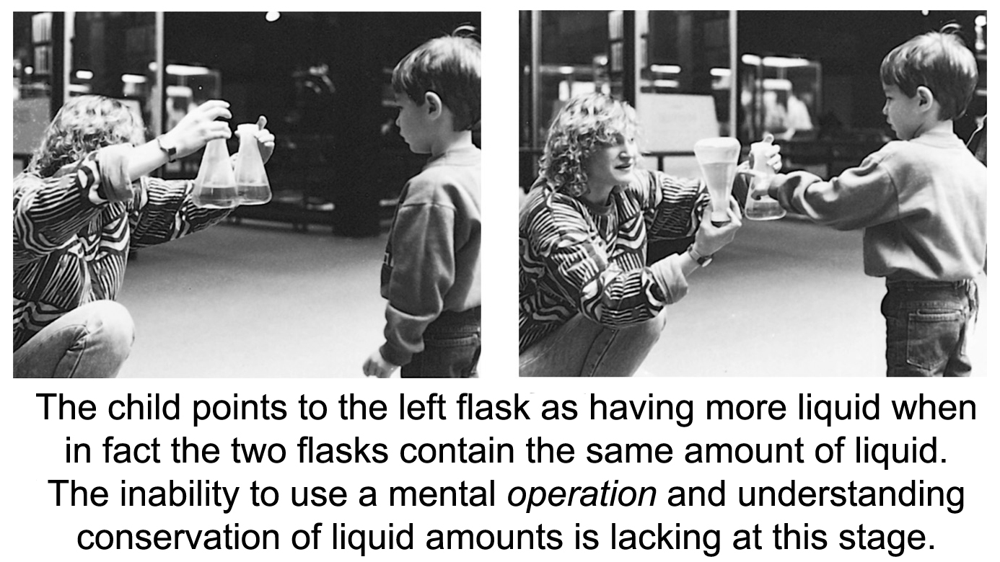 The child points to the left flask as having more liquid when
in fact the two flasks contain the same amount of liquid.
The inability to use a mental operation and understanding
conservation of liquid amounts is lacking at this stage.